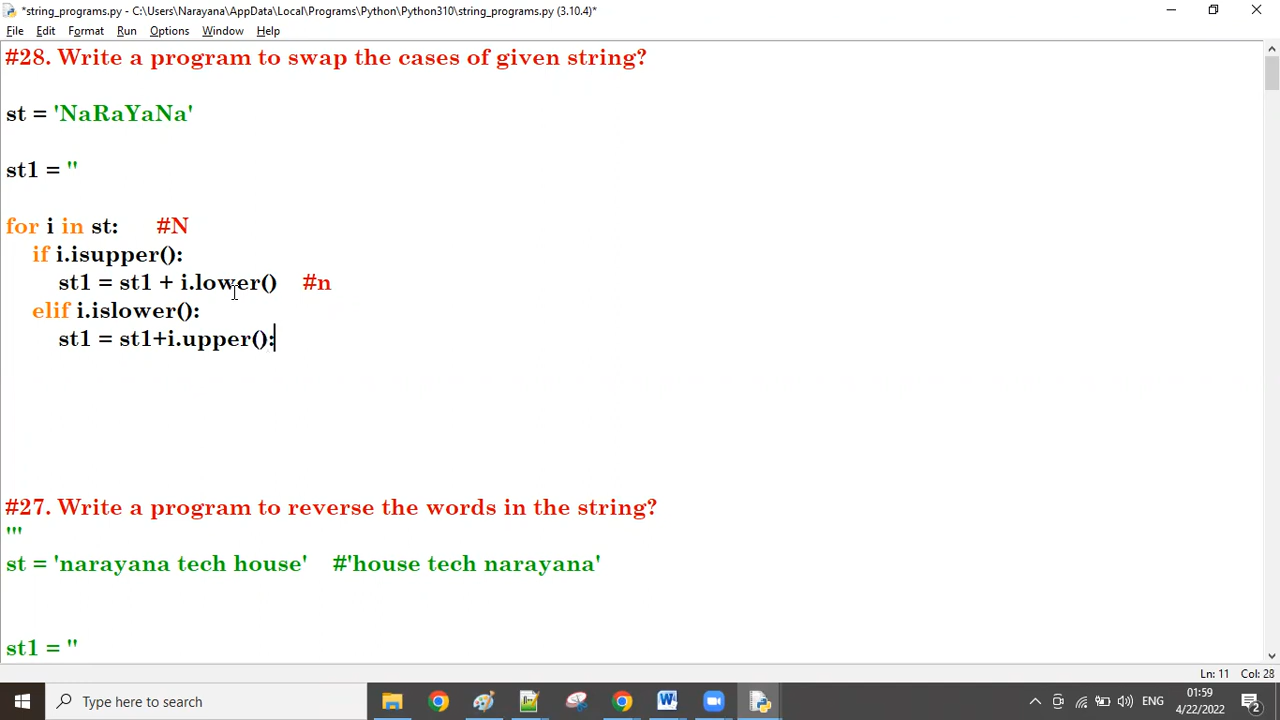 *string_programs.py - C:\Users\Narayana\AppData\Local\Programs\Python\Python310\string_programs.py (3.10.4)*
File Edit Format Run Options Window Help
#28. Write a program to swap the cases of given string?
st = 'NaRaYaNa'
st1 = ''
for i in st: #N
if i.isupper():
st1 = st1 + i.lower() #n
elif i.islower():
st1 = st1+i.upper():
#27. Write a program to reverse the words in the string?
'''
st = 'narayana tech house' #'house tech narayana'
st1 = ''
Ln: 11 Col: 28
Type here to search
ENG
01:59
4/22/2022
2